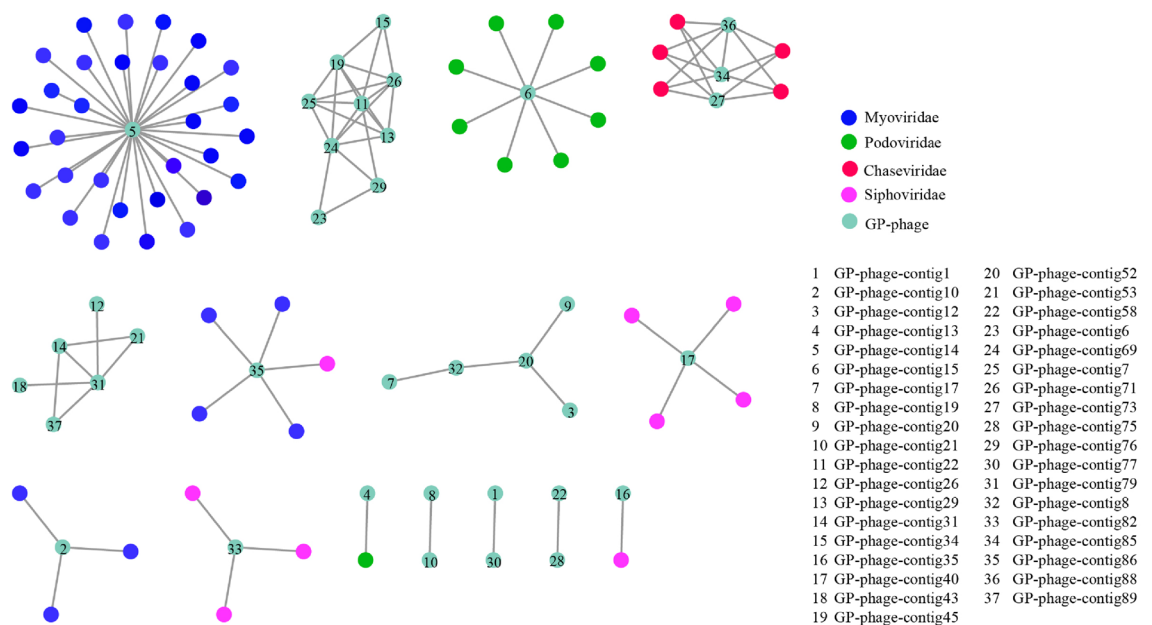 15
36
19
26
34
25
11
6
27
5
13
24
29
23
Myoviridae
Podoviridae
Chaseviridae
Siphoviridae
GP-phage
12
21
14
31
18
37
35
9
20
32
7
3
17
2
33
4
8
1
22
16
10
30
28
1 GP-phage-contig1 20 GP-phage-contig52
2 GP-phage-contig10 21 GP-phage-contig53
3 GP-phage-contig12 22 GP-phage-contig58
4 GP-phage-contig13 23 GP-phage-contig6
5 GP-phage-contig14 24 GP-phage-contig69
6 GP-phage-contig15 25 GP-phage-contig7
7 GP-phage-contig17 26 GP-phage-contig71
8 GP-phage-contig19 27 GP-phage-contig73
9 GP-phage-contig20 28 GP-phage-contig75
10 GP-phage-contig21 29 GP-phage-contig76
11 GP-phage-contig22 30 GP-phage-contig77
12 GP-phage-contig26 31 GP-phage-contig79
13 GP-phage-contig29 32 GP-phage-contig8
14 GP-phage-contig31 33 GP-phage-contig82
15 GP-phage-contig34 34 GP-phage-contig85
16 GP-phage-contig35 35 GP-phage-contig86
17 GP-phage-contig40 36 GP-phage-contig88
18 GP-phage-contig43 37 GP-phage-contig89
19 GP-phage-contig45